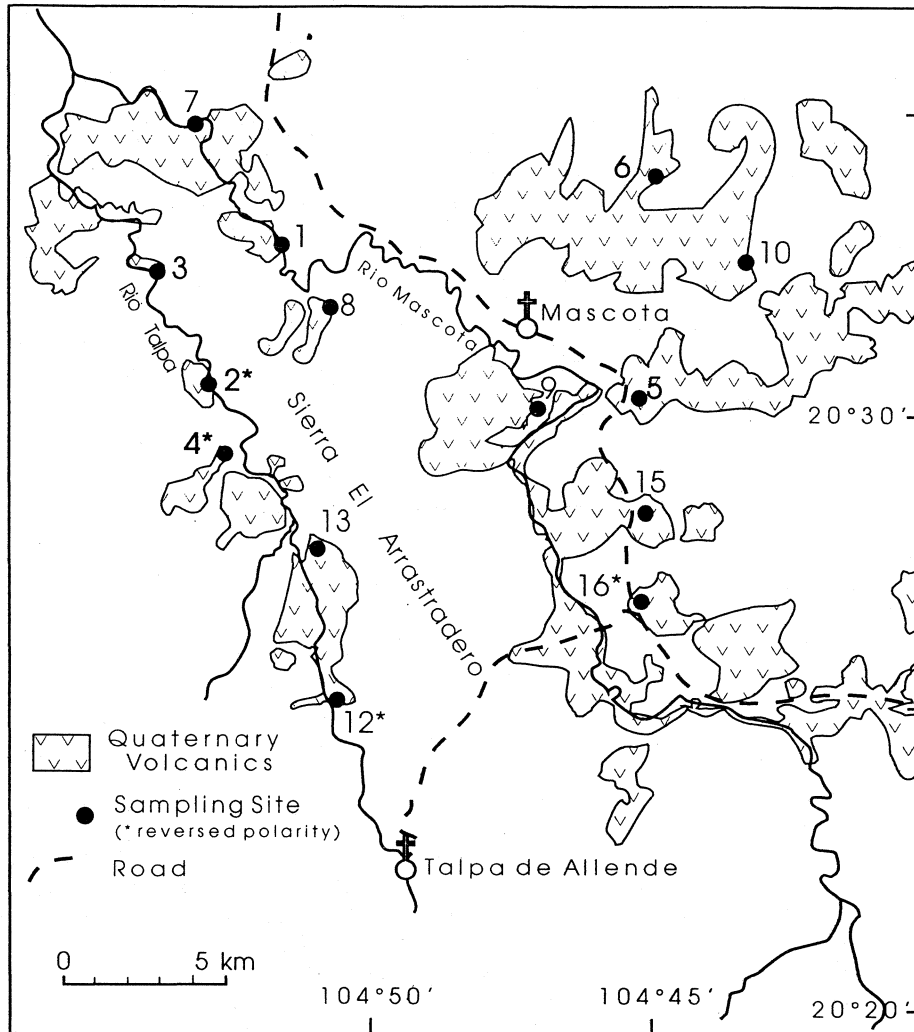 7
6
1
10
3
8
Rio Mascota
Mascota
Rio Talpa
2*
9
5
20°30′
Sierra El Arrastradero
4*
15
13
16*
12*
Quaternary
Volcanics
Sampling Site
(* reversed polarity)
Road
Talpa de Allende
0 5 km
104°50′
104°45′
20°20′